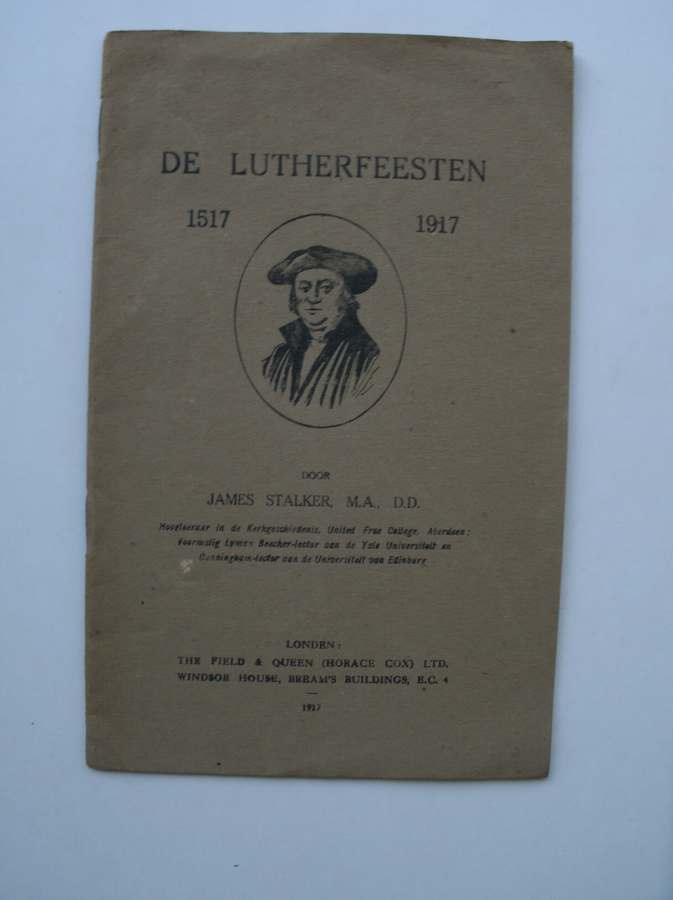 DE LUTHERFEESTEN
1517 1917
DOOR
JAMES STALKER, M.A., D.D.
Hoogleeraar in de Kerkgeschiedenis, United Free College, Aberdeen;
Voormalig Lyman Beecher-lector van de Yale Universiteit en
Cunningham-lector van de Universiteit van Edinburg
LONDEN:
THE FIELD & QUEEN (HORACE COX) LTD.
WINDSOR HOUSE, BREAM'S BUILDINGS, E.C. 4
—
1917